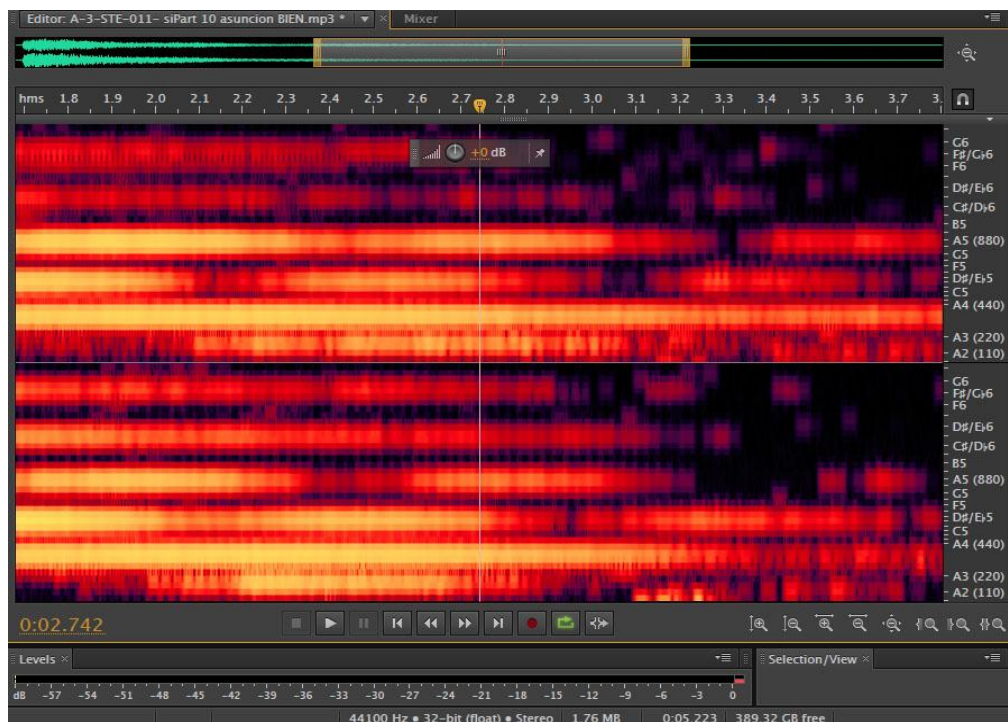 Editor: A-3-STE-011- siPart 10 asuncion BIEN.mp3 * Mixer
hms 1.8 1.9 2.0 2.1 2.2 2.3 2.4 2.5 2.6 2.7 2.8 2.9 3.0 3.1 3.2 3.3 3.4 3.5 3.6 3.7 3.
+0 dB
G6
F♯/G♭6
F6
D♯/E♭6
C♯/D♭6
B5
A5 (880)
G5
F5
D♯/E♭5
C5
A4 (440)
A3 (220)
A2 (110)
G6
F♯/G♭6
F6
D♯/E♭6
C♯/D♭6
B5
A5 (880)
G5
F5
D♯/E♭5
C5
A4 (440)
A3 (220)
A2 (110)
0:02.742
Levels Selection/View
dB -57 -54 -51 -48 -45 -42 -39 -36 -33 -30 -27 -24 -21 -18 -15 -12 -9 -6 -3 0
44100 Hz • 32-bit (float) • Stereo 1.76 MB 0:05.223 389.32 GB free